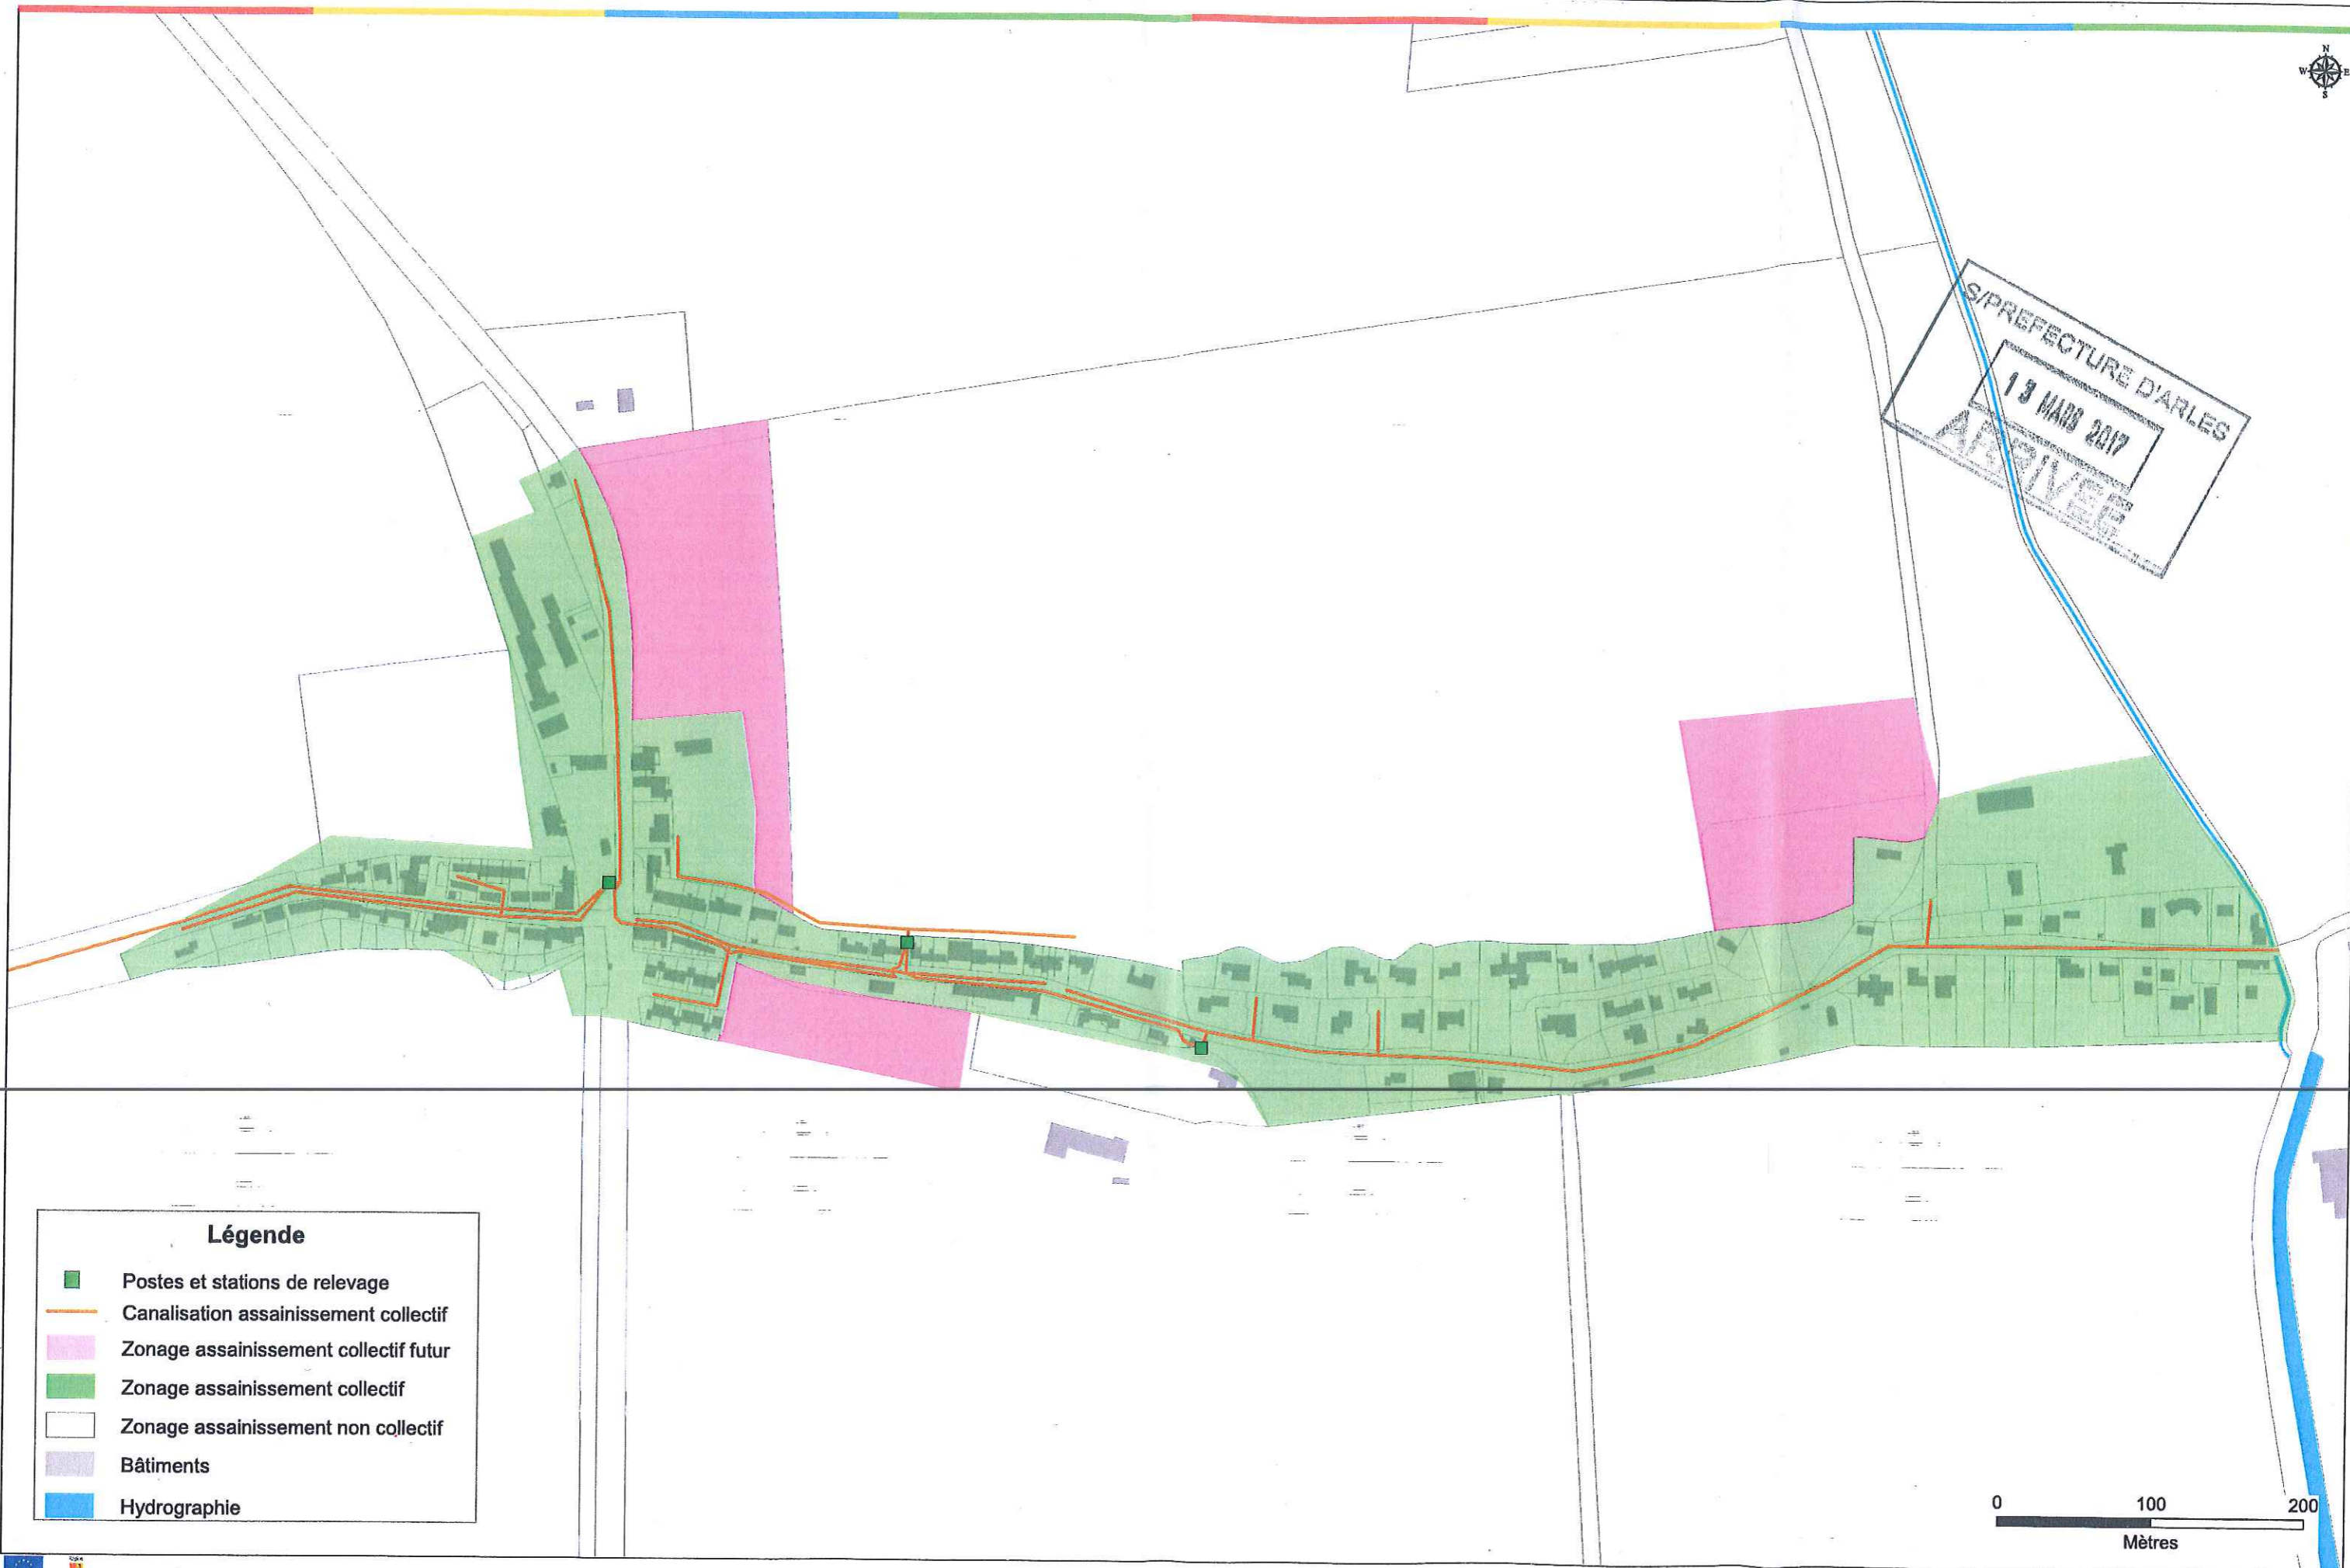 N
W E
S
S/PREFECTURE D'ARLES
13 MARS 2017
ARRIVEE
Légende
Postes et stations de relevage
Canalisation assainissement collectif
Zonage assainissement collectif futur
Zonage assainissement collectif
Zonage assainissement non collectif
Bâtiments
Hydrographie
0 100 200
Mètres